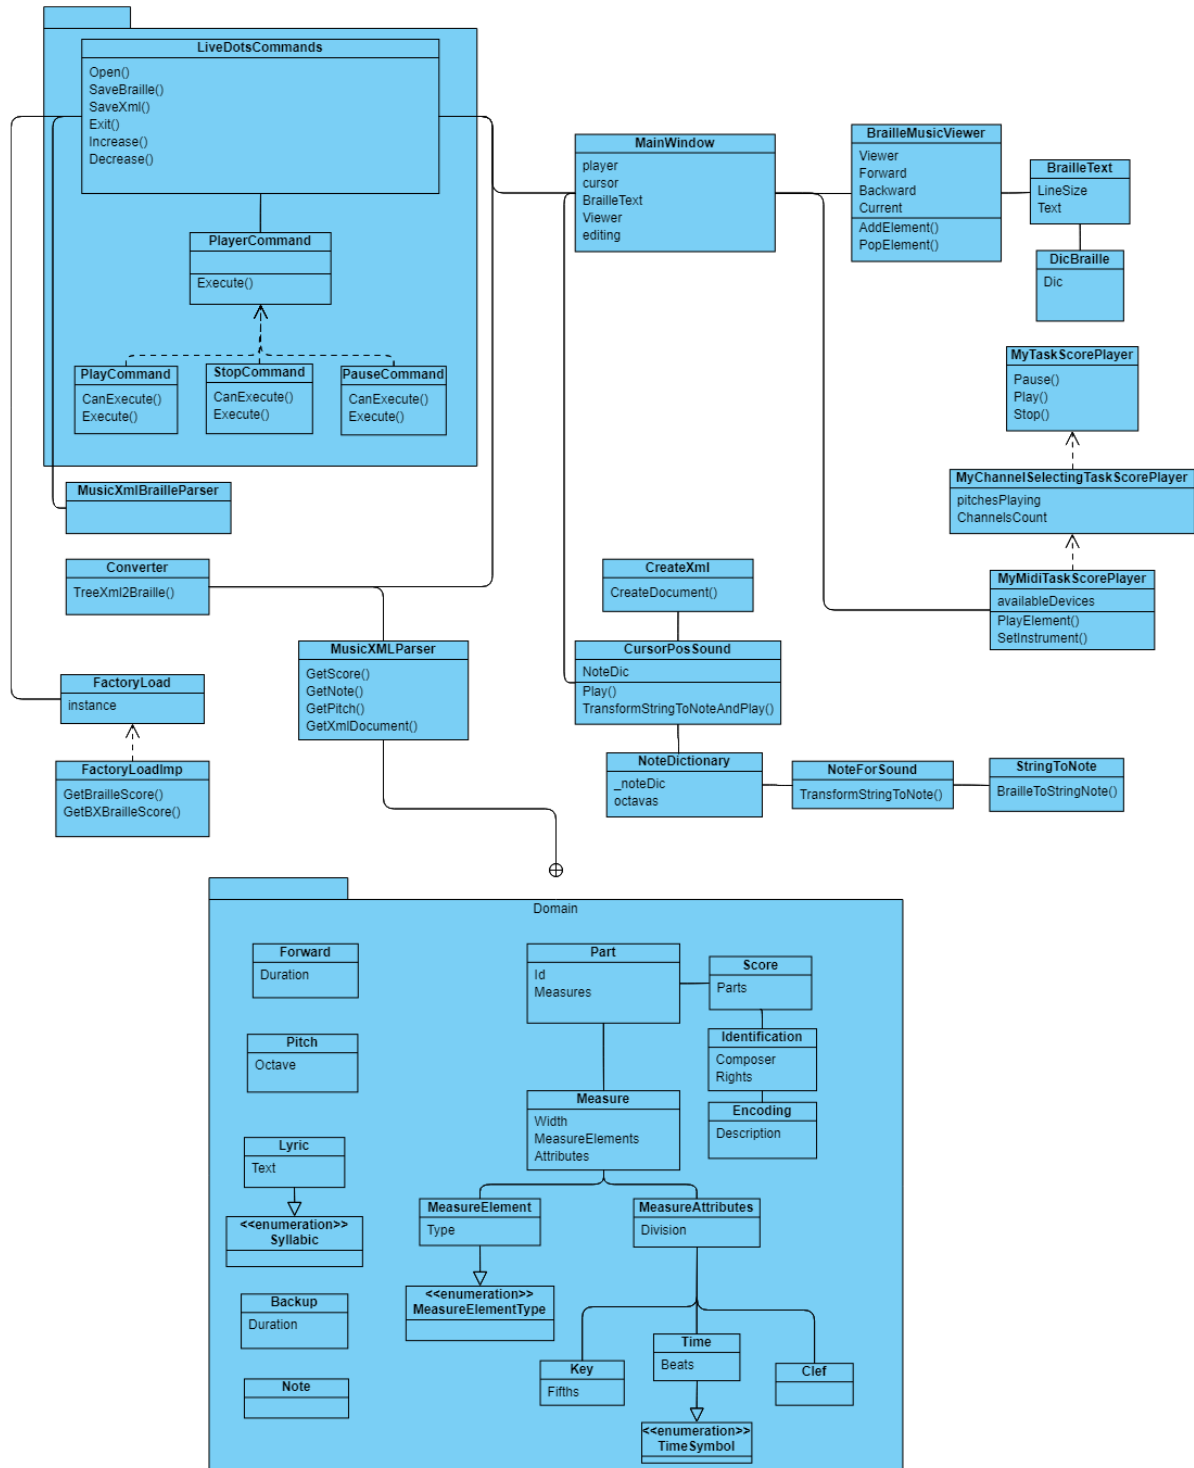 LiveDotsCommands
Open()
SaveBraille()
SaveXml()
Exit()
Increase()
Decrease()
PlayerCommand
Execute()
PlayCommand
CanExecute()
Execute()
StopCommand
CanExecute()
Execute()
PauseCommand
CanExecute()
Execute()
MainWindow
player
cursor
BrailleText
Viewer
editing
BrailleMusicViewer
Viewer
Forward
Backward
Current
AddElement()
PopElement()
BrailleText
LineSize
Text
DicBraille
Dic
MyTaskScorePlayer
Pause()
Play()
Stop()
MyChannelSelectingTaskScorePlayer
pitchesPlaying
ChannelsCount
MyMidiTaskScorePlayer
availableDevices
PlayElement()
SetInstrument()
MusicXmlBrailleParser
Converter
TreeXml2Braille()
MusicXMLParser
GetScore()
GetNote()
GetPitch()
GetXmlDocument()
FactoryLoad
instance
FactoryLoadImp
GetBrailleScore()
GetBXBrailleScore()
CreateXml
CreateDocument()
CursorPosSound
NoteDic
Play()
TransformStringToNoteAndPlay()
NoteDictionary
_noteDic
octavas
NoteForSound
TransformStringToNote()
StringToNote
BrailleToStringNote()
Domain
Forward
Duration
Pitch
Octave
Lyric
Text
<<enumeration>>
Syllabic
Backup
Duration
Note
Part
Id
Measures
Score
Parts
Identification
Composer
Rights
Encoding
Description
Measure
Width
MeasureElements
Attributes
MeasureElement
Type
<<enumeration>>
MeasureElementType
MeasureAttributes
Division
Key
Fifths
Time
Beats
<<enumeration>>
TimeSymbol
Clef